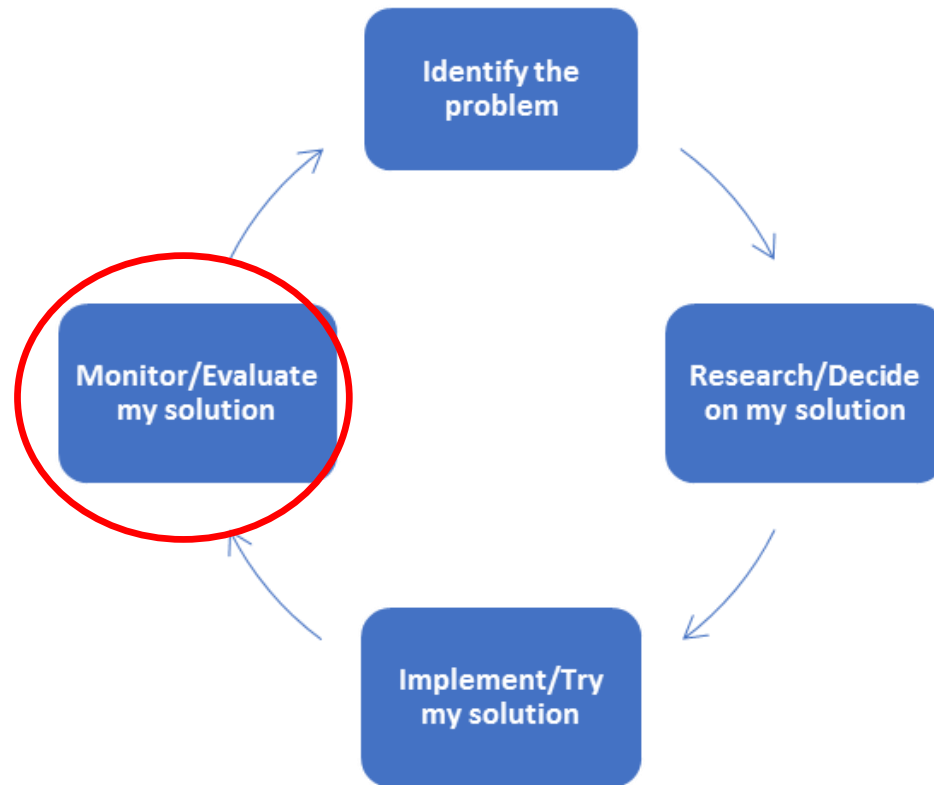 Identify the
problem
Research/Decide
on my solution
Implement/Try
my solution
Monitor/Evaluate
my solution